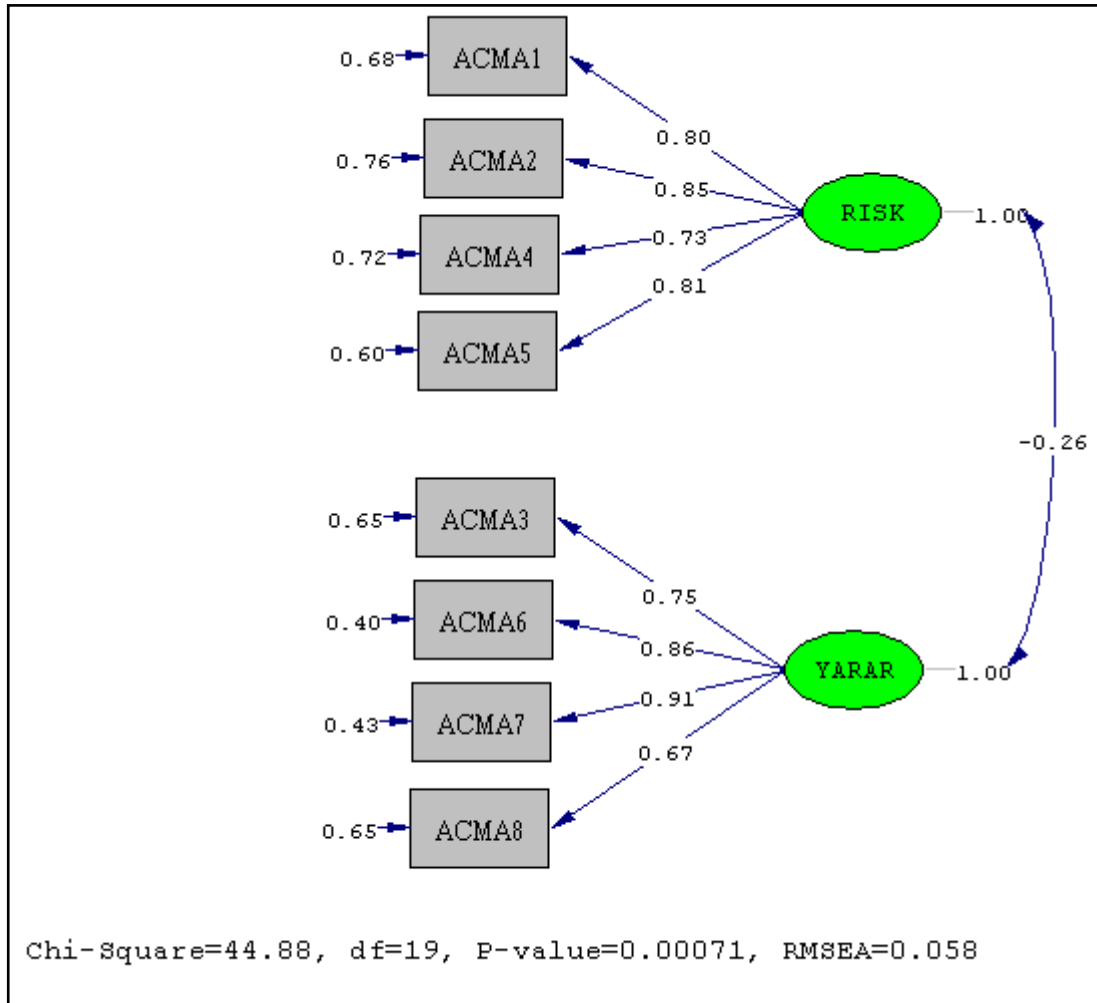 0.68 ACMA1
0.80
0.76 ACMA2
0.85
RISK 1.00
0.73
0.72 ACMA4
0.81
0.60 ACMA5
-0.26
0.65 ACMA3
0.75
0.40 ACMA6
0.86
YARAR 1.00
0.91
0.43 ACMA7
0.67
0.65 ACMA8
Chi-Square=44.88, df=19, P-value=0.00071, RMSEA=0.058